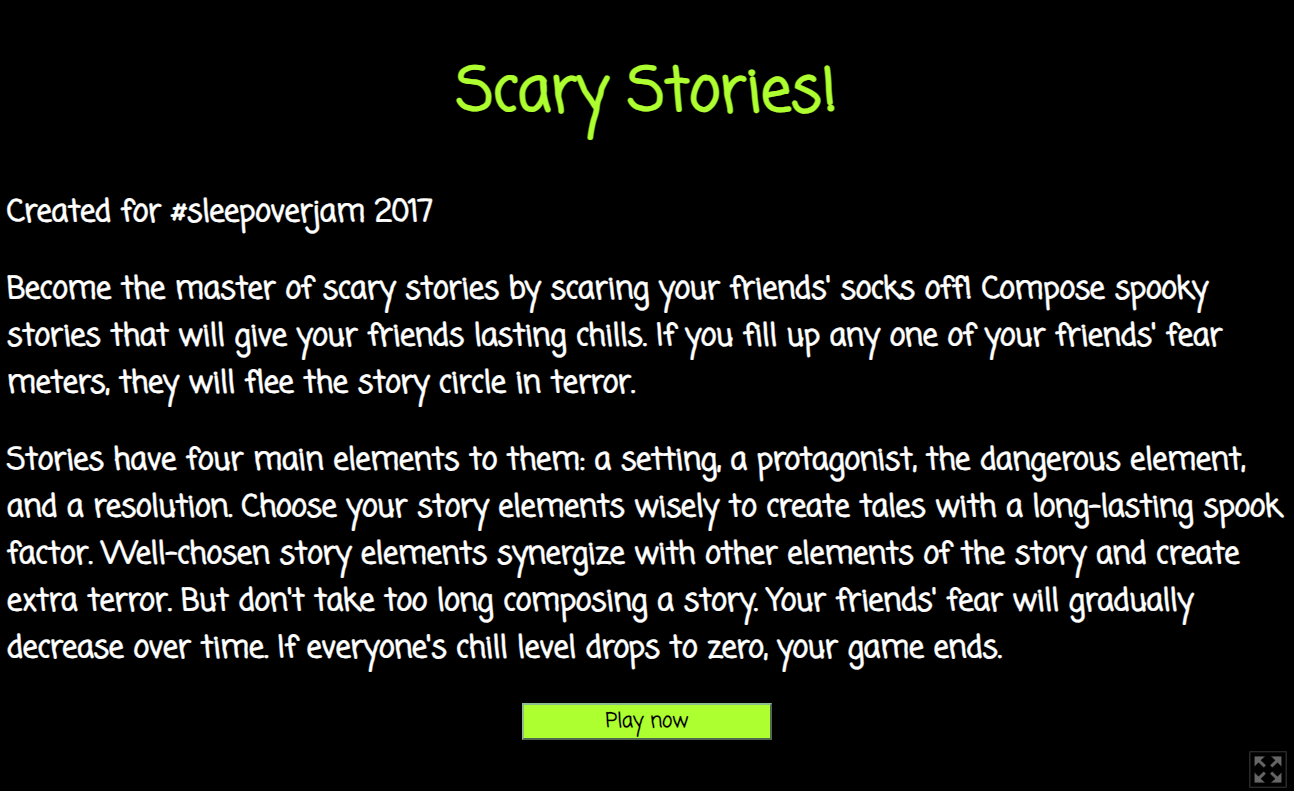 Scary Stories!
Created for #sleepoverjam 2017
Become the master of scary stories by scaring your friends' socks off! Compose spooky
stories that will give your friends lasting chills. If you fill up any one of your friends' fear
meters, they will flee the story circle in terror.
Stories have four main elements to them: a setting, a protagonist, the dangerous element,
and a resolution. Choose your story elements wisely to create tales with a long-lasting spook
factor. Well-chosen story elements synergize with other elements of the story and create
extra terror. But don't take too long composing a story. Your friends' fear will gradually
decrease over time. If everyone's chill level drops to zero, your game ends.
Play now